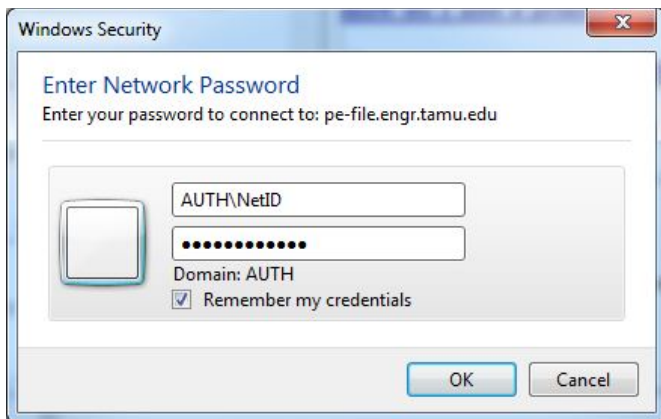 Windows Security
Enter Network Password
Enter your password to connect to: pe-file.engr.tamu.edu
AUTH\NetID
●●●●●●●●●●●●
Domain: AUTH
Remember my credentials
OK
Cancel